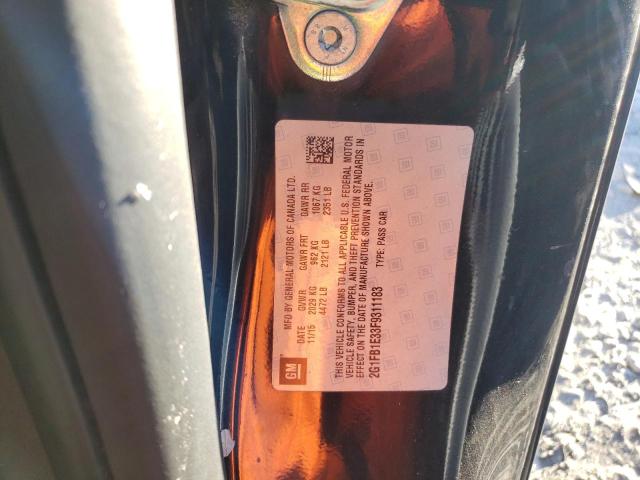 MFD BY GENERAL MOTORS OF CANADA LTD.
DATE GVWR GAWR FRT GAWR RR
11/15 2029 KG 962 KG 1067 KG
4472 LB 2121 LB 2351 LB
THIS VEHICLE CONFORMS TO ALL APPLICABLE U.S. FEDERAL MOTOR
VEHICLE SAFETY, BUMPER, AND THEFT PREVENTION STANDARDS IN
EFFECT ON THE DATE OF MANUFACTURE SHOWN ABOVE.
2G1FB1E33F9311183 TYPE: PASS CAR
GM